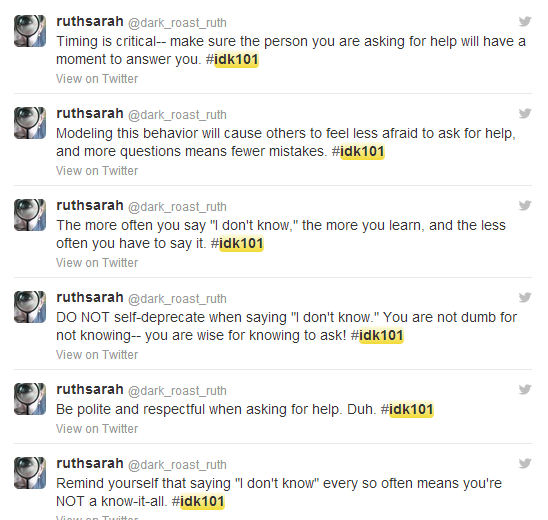 ruthsarah @dark_roast_ruth
Timing is critical-- make sure the person you are asking for help will have a
moment to answer you. #idk101
View on Twitter
ruthsarah @dark_roast_ruth
Modeling this behavior will cause others to feel less afraid to ask for help,
and more questions means fewer mistakes. #idk101
View on Twitter
ruthsarah @dark_roast_ruth
The more often you say "I don't know," the more you learn, and the less
often you have to say it. #idk101
View on Twitter
ruthsarah @dark_roast_ruth
DO NOT self-deprecate when saying "I don't know." You are not dumb for
not knowing-- you are wise for knowing to ask! #idk101
View on Twitter
ruthsarah @dark_roast_ruth
Be polite and respectful when asking for help. Duh. #idk101
View on Twitter
ruthsarah @dark_roast_ruth
Remind yourself that saying "I don't know" every so often means you're
NOT a know-it-all. #idk101
View on Twitter